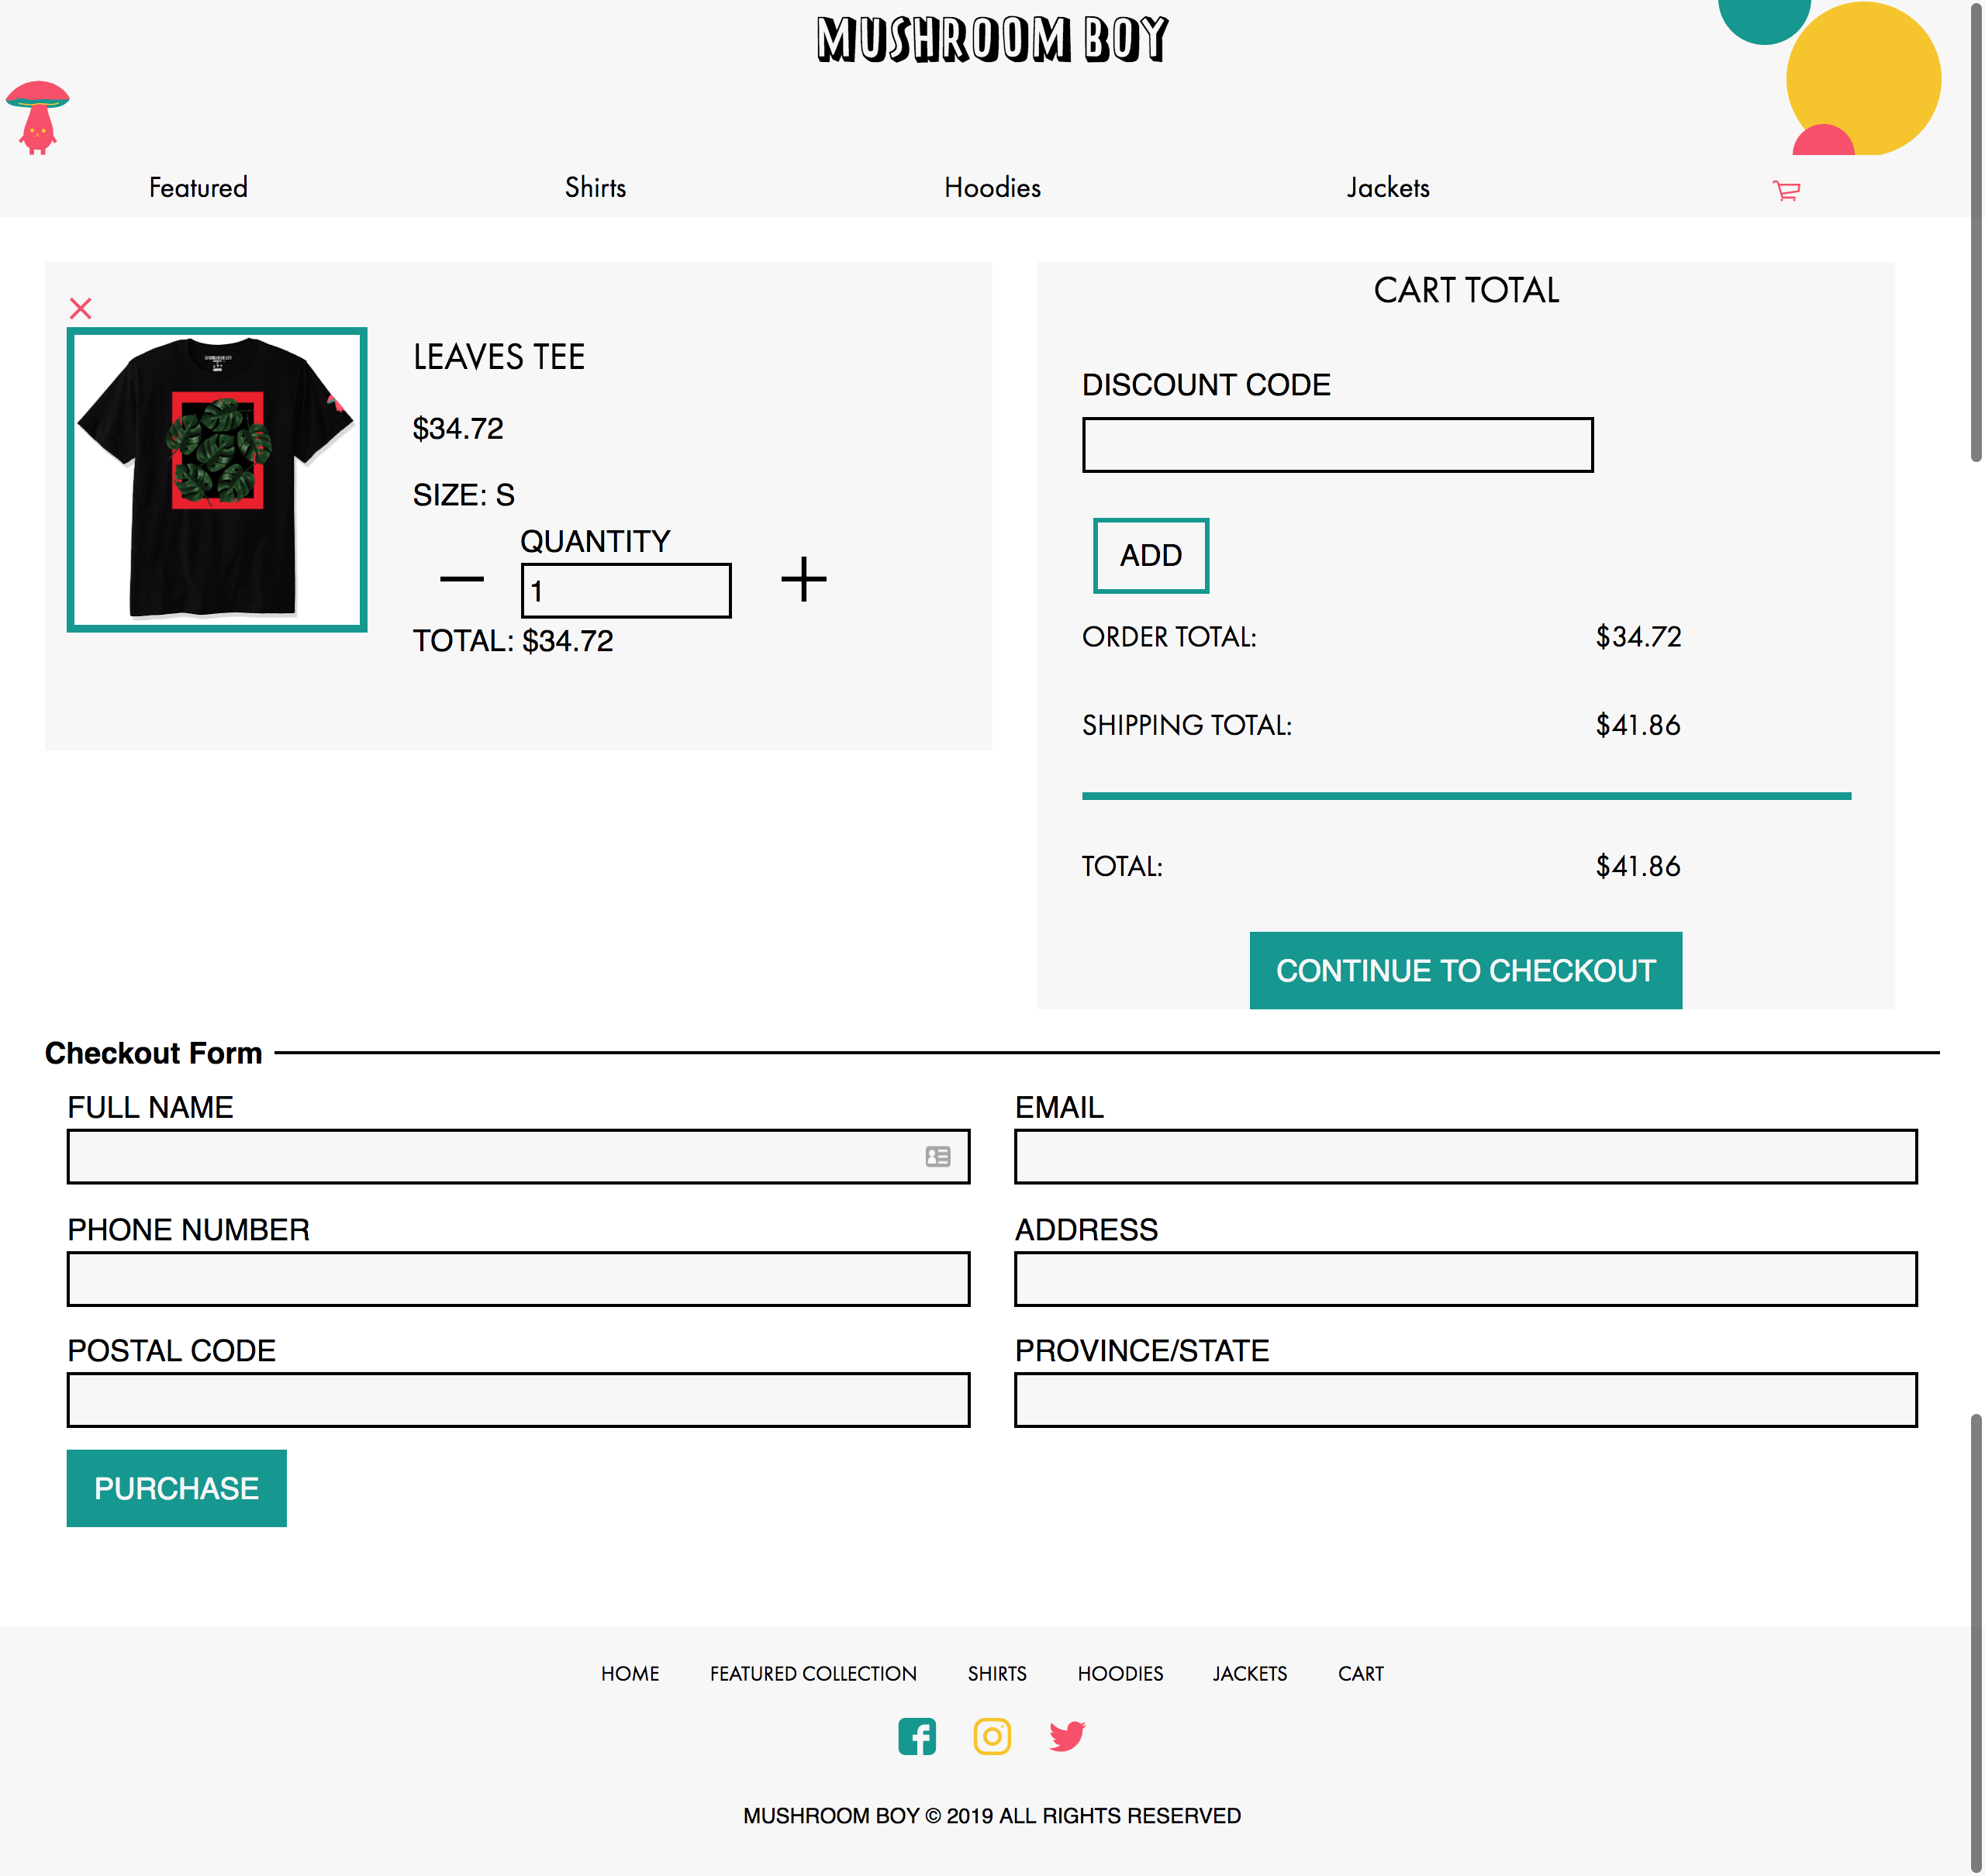 MUSHROOM BOY
Featured Shirts Hoodies Jackets
LEAVES TEE
$34.72
SIZE: S
QUANTITY
1
TOTAL: $34.72
CART TOTAL
DISCOUNT CODE
ADD
ORDER TOTAL: $34.72
SHIPPING TOTAL: $41.86
TOTAL: $41.86
CONTINUE TO CHECKOUT
Checkout Form
FULL NAME EMAIL
PHONE NUMBER ADDRESS
POSTAL CODE PROVINCE/STATE
PURCHASE
HOME FEATURED COLLECTION SHIRTS HOODIES JACKETS CART
MUSHROOM BOY © 2019 ALL RIGHTS RESERVED